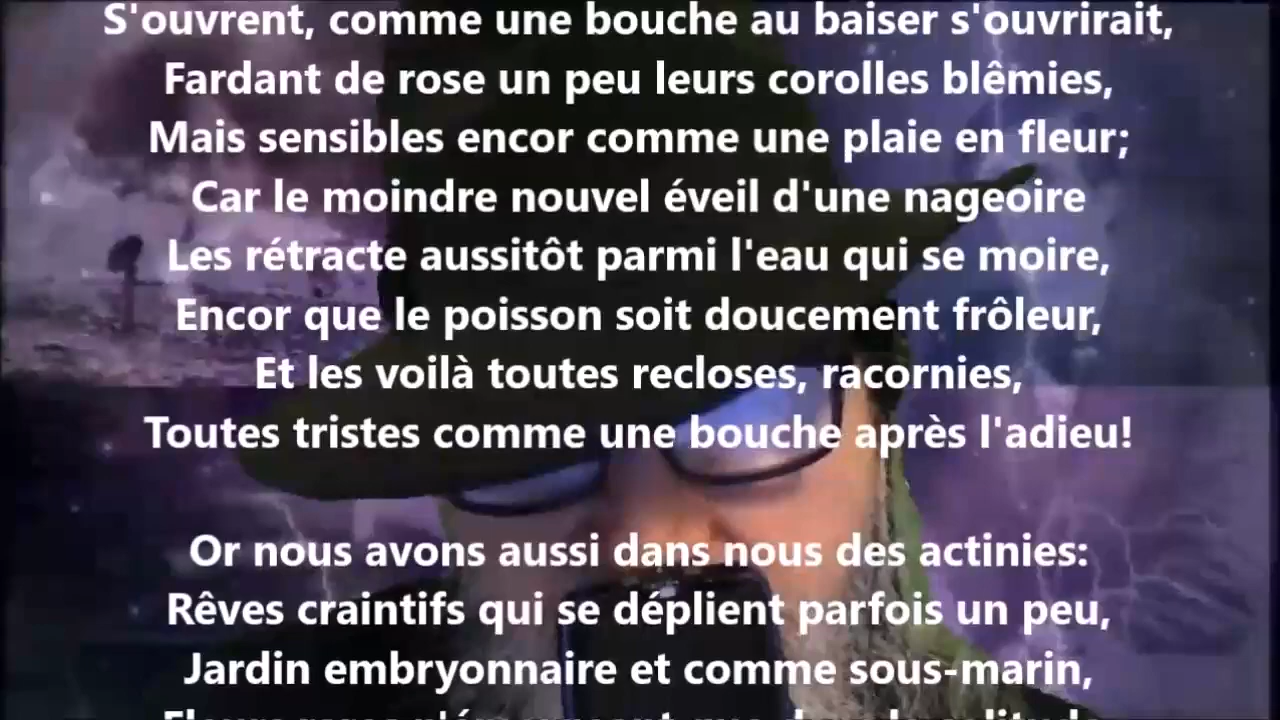 S'ouvrent, comme une bouche au baiser s'ouvrirait,
Fardant de rose un peu leurs corolles blêmies,
Mais sensibles encor comme une plaie en fleur;
Car le moindre nouvel éveil d'une nageoire
Les rétracte aussitôt parmi l'eau qui se moire,
Encor que le poisson soit doucement frôleur,
Et les voilà toutes recloses, racornies,
Toutes tristes comme une bouche après l'adieu!
Or nous avons aussi dans nous des actinies:
Rêves craintifs qui se déplient parfois un peu,
Jardin embryonnaire et comme sous-marin,